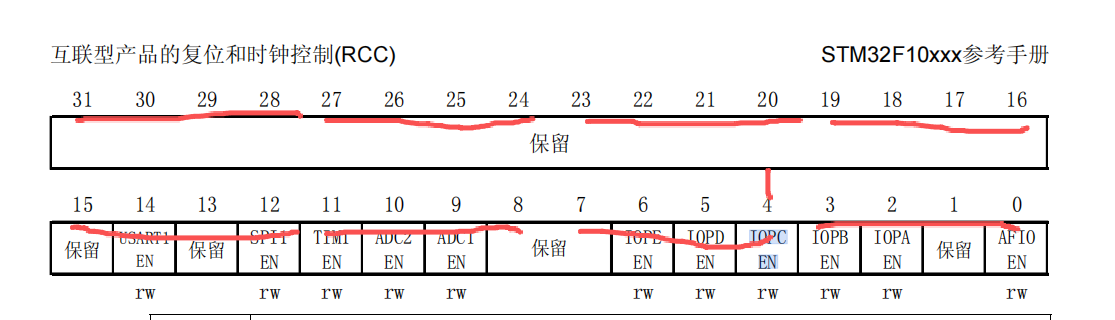 互联型产品的复位和时钟控制(RCC) STM32F10xxx参考手册
31 30 29 28 27 26 25 24 23 22 21 20 19 18 17 16
保留
15 14 13 12 11 10 9 8 7 6 5 4 3 2 1 0
保留 USART1 EN 保留 SPI1 EN TIM1 EN ADC2 EN ADC1 EN 保留 IOPE EN IOPD EN IOPC EN IOPB EN IOPA EN 保留 AFIO EN
rw rw rw rw rw rw rw rw rw rw rw